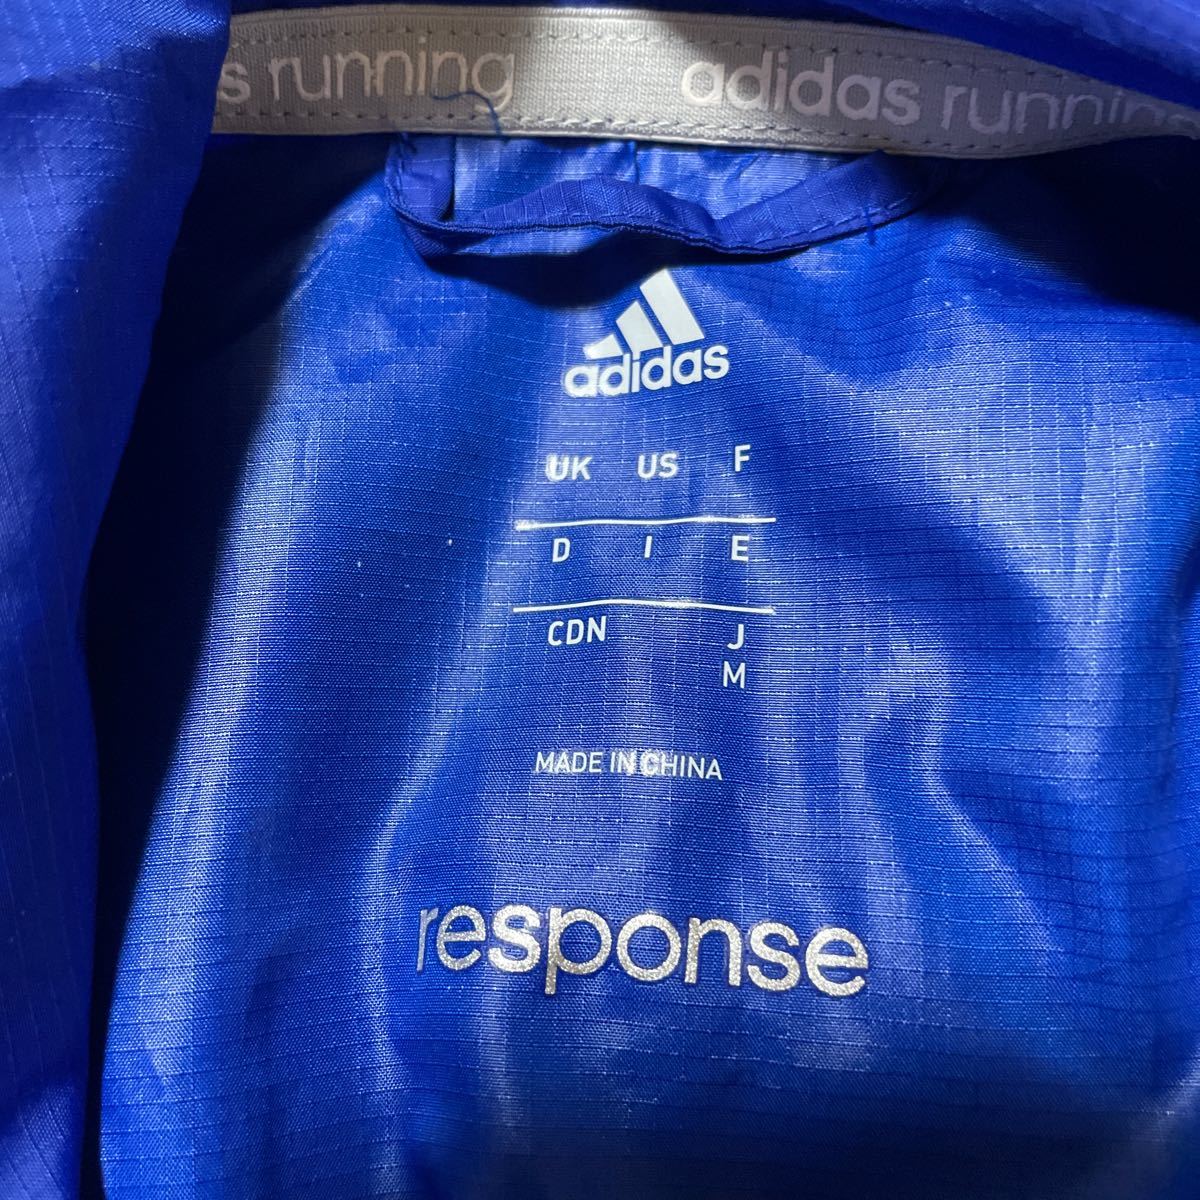 s running adidas running
adidas
UK US F
D I E
CDN J
M
MADE IN CHINA
response